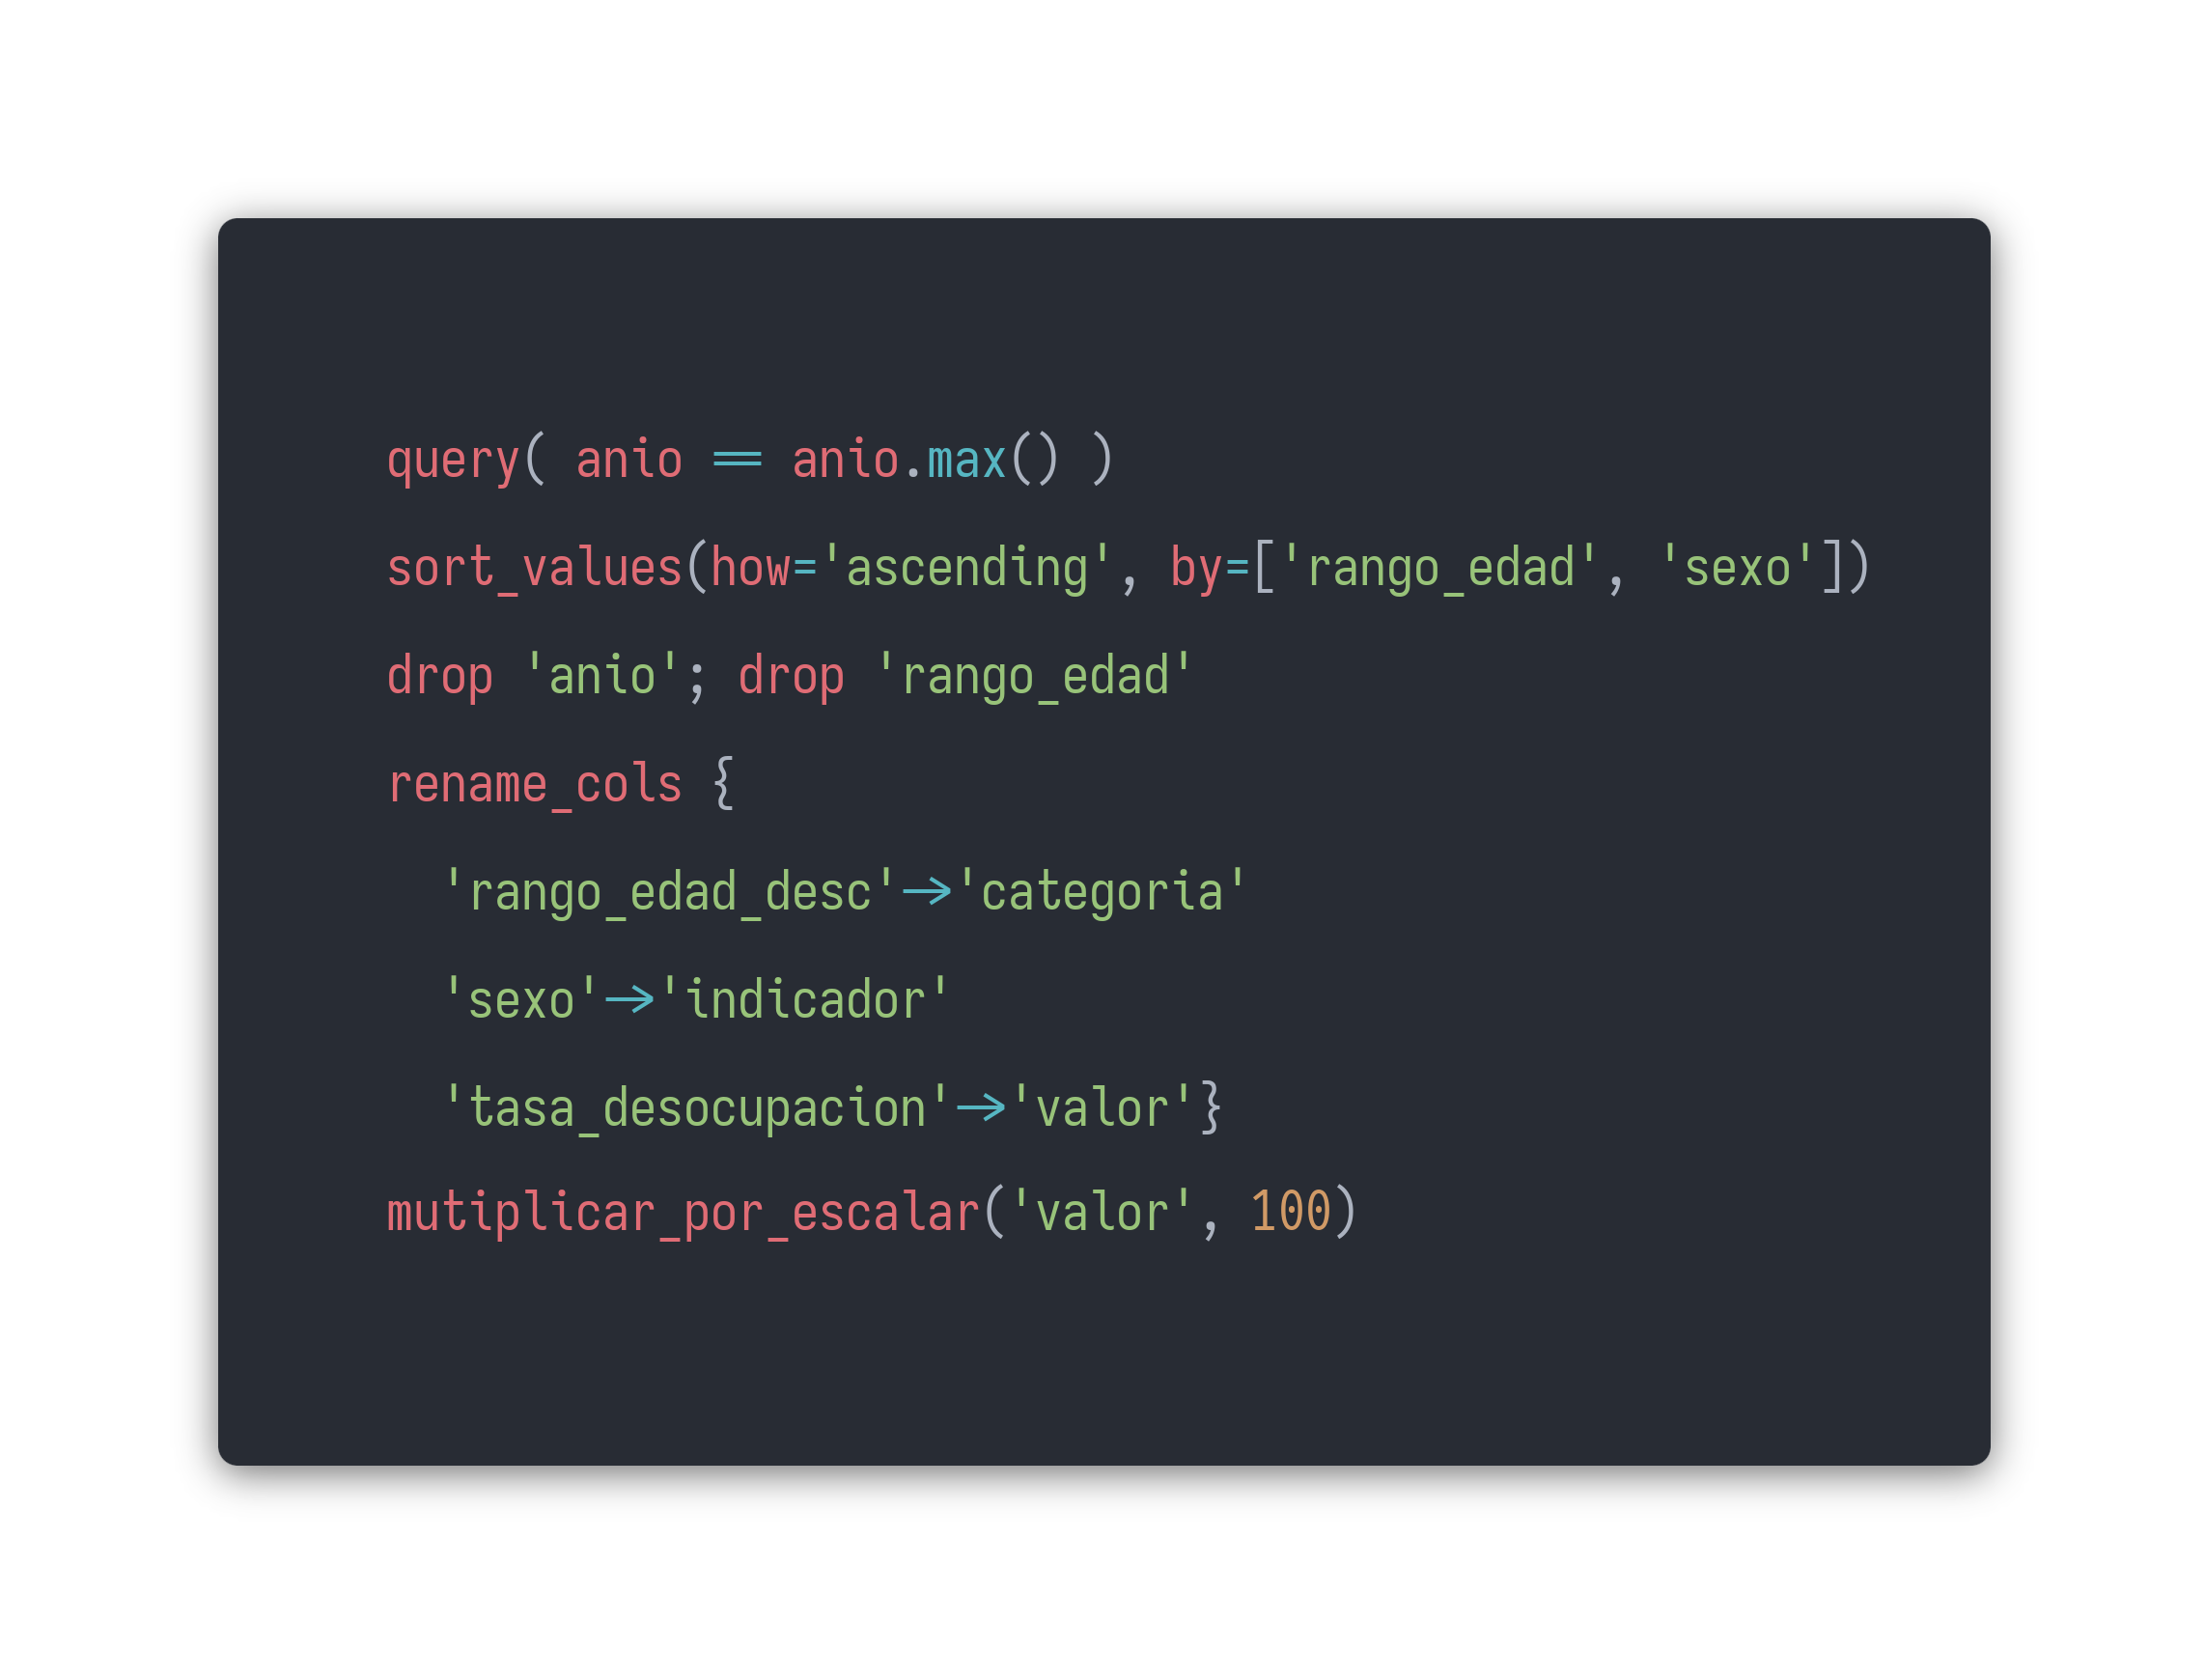 query( anio == anio.max() )
sort_values(how='ascending', by=['rango_edad', 'sexo'])
drop 'anio'; drop 'rango_edad'
rename_cols {
  'rango_edad_desc'->'categoria'
  'sexo'->'indicador'
  'tasa_desocupacion'->'valor'}
mutiplicar_por_escalar('valor', 100)